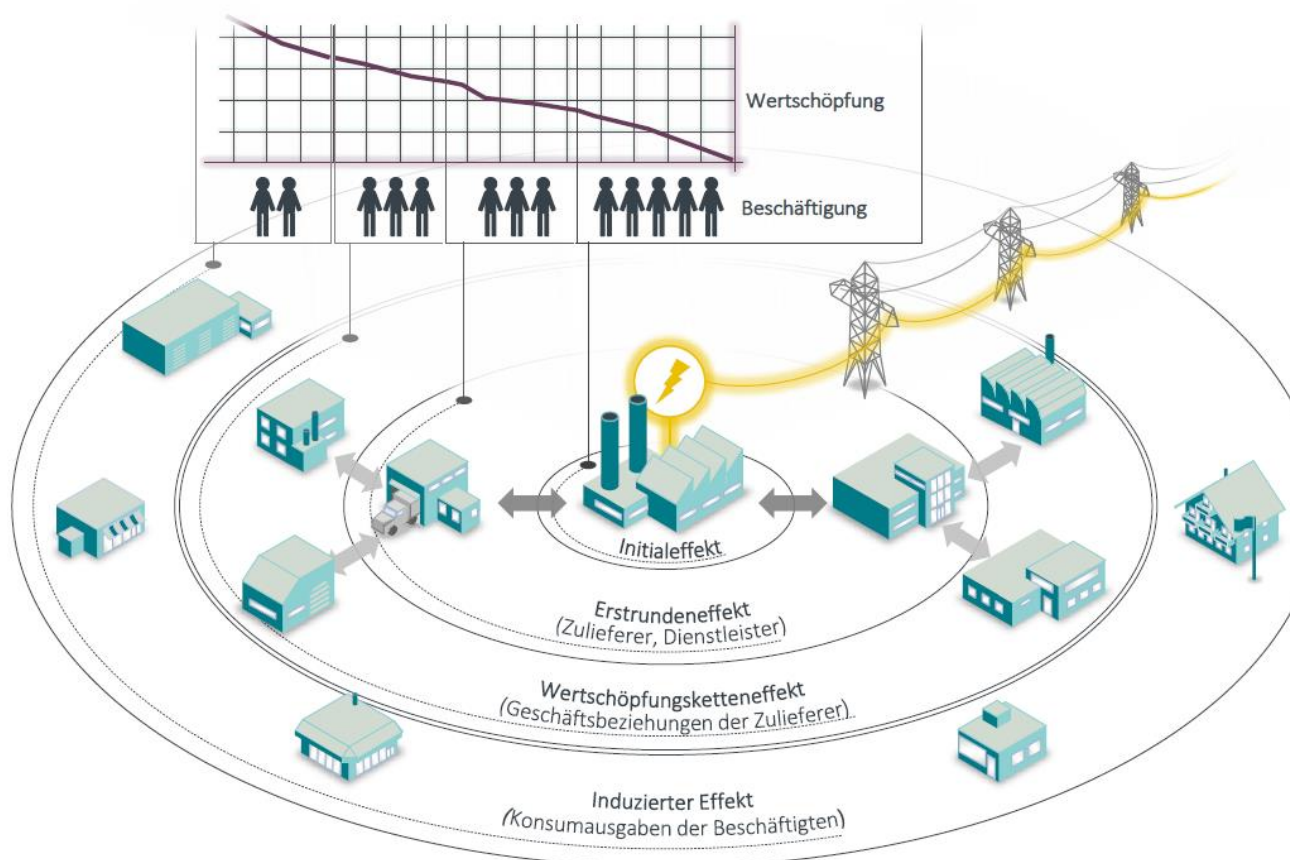 Wertschöpfung
Beschäftigung
Initialeffekt
Erstrundeneffekt
(Zulieferer, Dienstleister)
Wertschöpfungsketteneffekt
(Geschäftsbeziehungen der Zulieferer)
Induzierter Effekt
(Konsumausgaben der Beschäftigten)